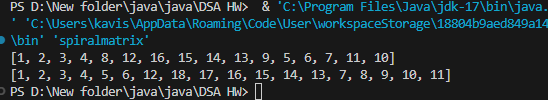 PS D:\New folder\java\java\DSA HW>  & 'C:\Program Files\Java\jdk-17\bin\java.
' 'C:\Users\kavis\AppData\Roaming\Code\User\workspaceStorage\18804b9aed849a14
\bin' 'spiralmatrix'
[1, 2, 3, 4, 8, 12, 16, 15, 14, 13, 9, 5, 6, 7, 11, 10]
[1, 2, 3, 4, 5, 6, 12, 18, 17, 16, 15, 14, 13, 7, 8, 9, 10, 11]
PS D:\New folder\java\java\DSA HW>